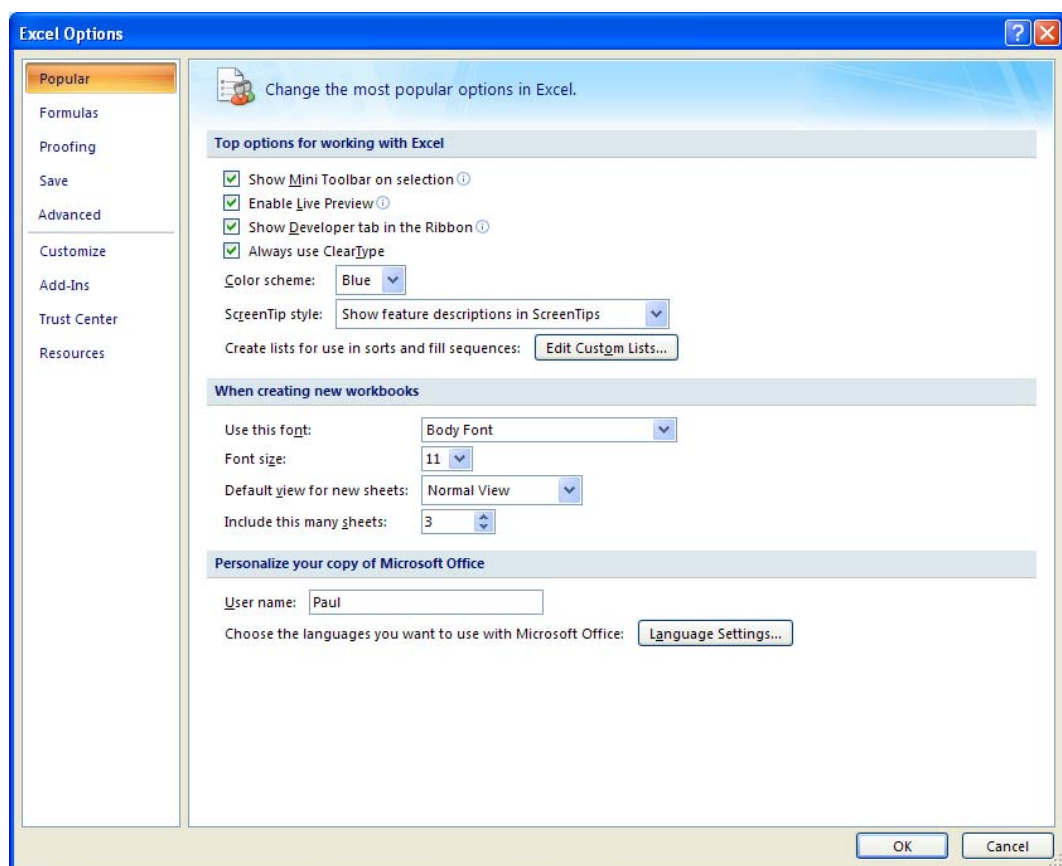 Excel Options
Popular
Formulas
Proofing
Save
Advanced
Customize
Add-Ins
Trust Center
Resources
Change the most popular options in Excel.
Top options for working with Excel
Show Mini Toolbar on selection
Enable Live Preview
Show Developer tab in the Ribbon
Always use ClearType
Color scheme: Blue
ScreenTip style: Show feature descriptions in ScreenTips
Create lists for use in sorts and fill sequences: Edit Custom Lists...
When creating new workbooks
Use this font: Body Font
Font size: 11
Default view for new sheets: Normal View
Include this many sheets: 3
Personalize your copy of Microsoft Office
User name: Paul
Choose the languages you want to use with Microsoft Office: Language Settings...
OK Cancel